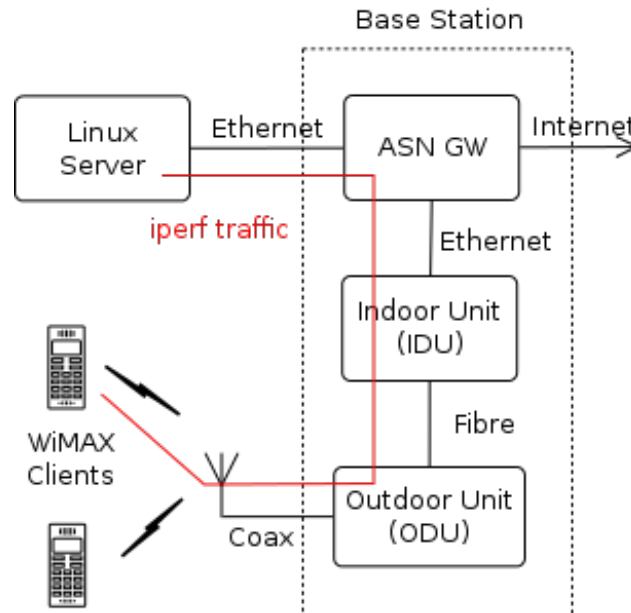 Base Station
Linux
Server
Ethernet
ASN GW
Internet
iperf traffic
Ethernet
Indoor Unit
(IDU)
Fibre
WiMAX
Clients
Outdoor Unit
(ODU)
Coax